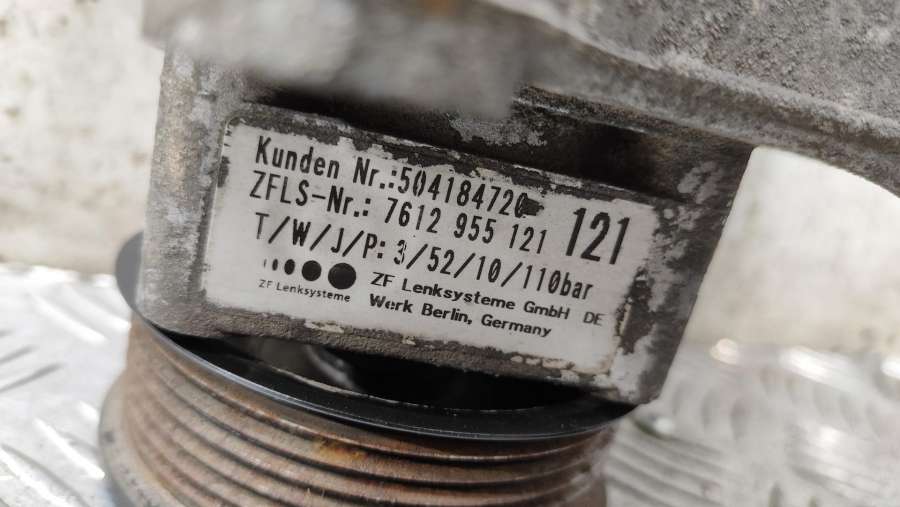 Kunden Nr.:504184720
ZFLS-Nr.: 7612 955 121 121
T/W/J/P: 3/52/10/110bar
ZF Lenksysteme GmbH DE
ZF Lenksysteme
Werk Berlin, Germany